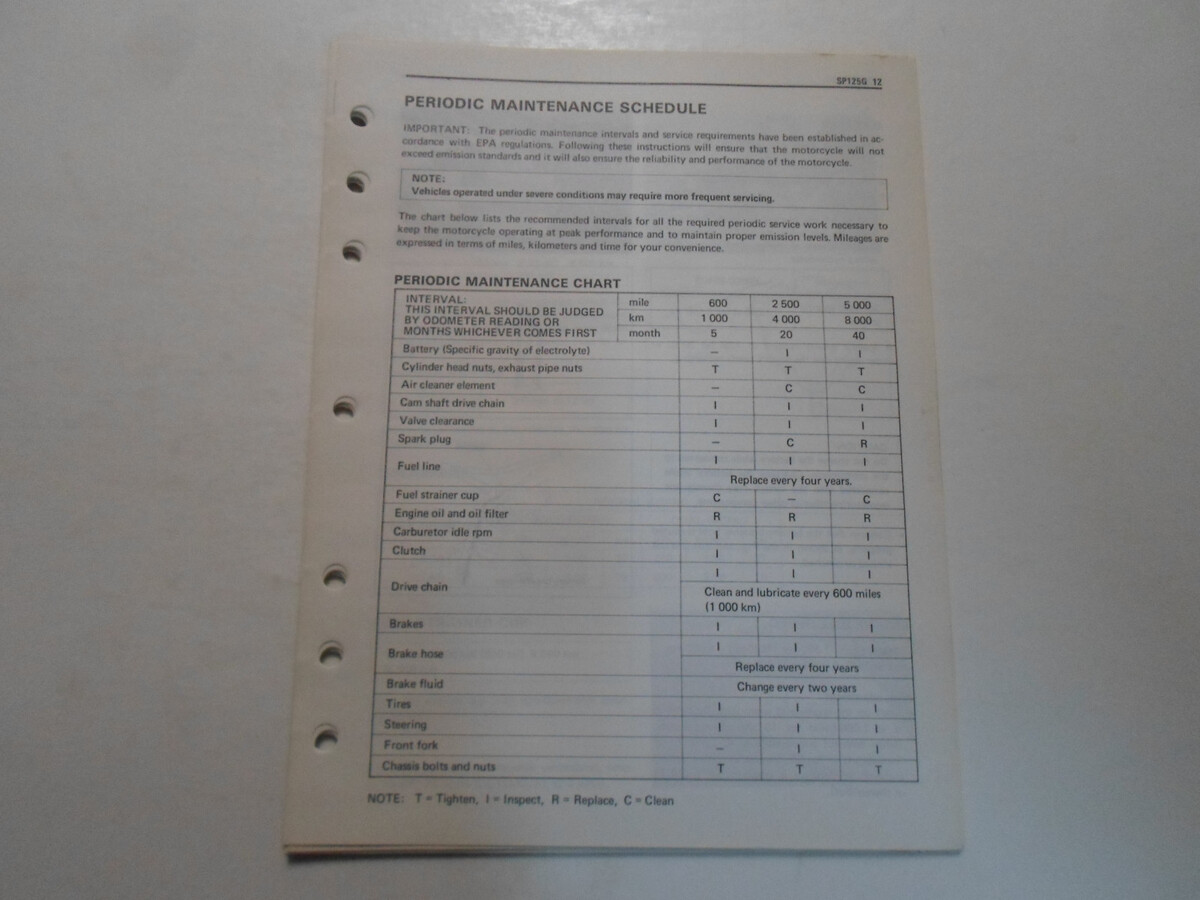 SP125G 12
PERIODIC MAINTENANCE SCHEDULE
IMPORTANT: The periodic maintenance intervals and service requirements have been established in ac-
cordance with EPA regulations. Following these instructions will ensure that the motorcycle will not
exceed emission standards and it will also ensure the reliability and performance of the motorcycle.
NOTE:
Vehicles operated under severe conditions may require more frequent servicing.
The chart below lists the recommended intervals for all the required periodic service work necessary to
keep the motorcycle operating at peak performance and to maintain proper emission levels. Mileages are
expressed in terms of miles, kilometers and time for your convenience.
PERIODIC MAINTENANCE CHART
INTERVAL: mile 600 2 500 5 000
THIS INTERVAL SHOULD BE JUDGED
BY ODOMETER READING OR km 1 000 4 000 8 000
MONTHS WHICHEVER COMES FIRST month 5 20 40
Battery (Specific gravity of electrolyte) – I I
Cylinder head nuts, exhaust pipe nuts T T T
Air cleaner element – C C
Cam shaft drive chain I I I
Valve clearance I I I
Spark plug – C R
Fuel line I I I
Replace every four years.
Fuel strainer cup C – C
Engine oil and oil filter R R R
Carburetor idle rpm I I I
Clutch I I I
Drive chain I I I
Clean and lubricate every 600 miles
(1 000 km)
Brakes I I I
Brake hose I I I
Replace every four years
Brake fluid Change every two years
Tires I I I
Steering I I I
Front fork – I I
Chassis bolts and nuts T T T
NOTE: T = Tighten, I = Inspect, R = Replace, C = Clean